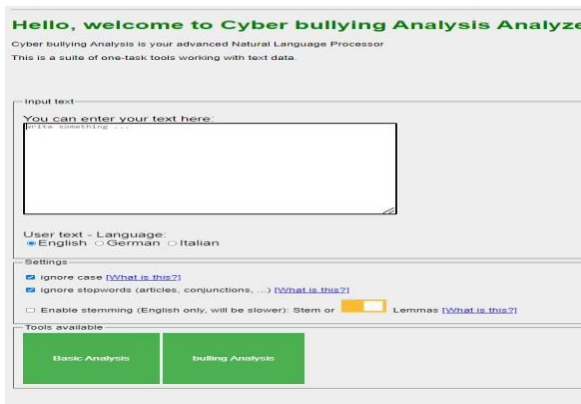 Hello, welcome to Cyber bullying Analysis Analyze
Cyber bullying Analysis is your advanced Natural Language Processor
This is a suite of one-task tools working with text data.
Input text
You can enter your text here:
Write something ...
User text - Language:
English German Italian
Settings
ignore case [What is this?]
ignore stopwords (articles, conjunctions, ...) [What is this?]
Enable stemming (English only, will be slower): Stem or Lemmas [What is this?]
Tools available
Basic Analysis bulling Analysis